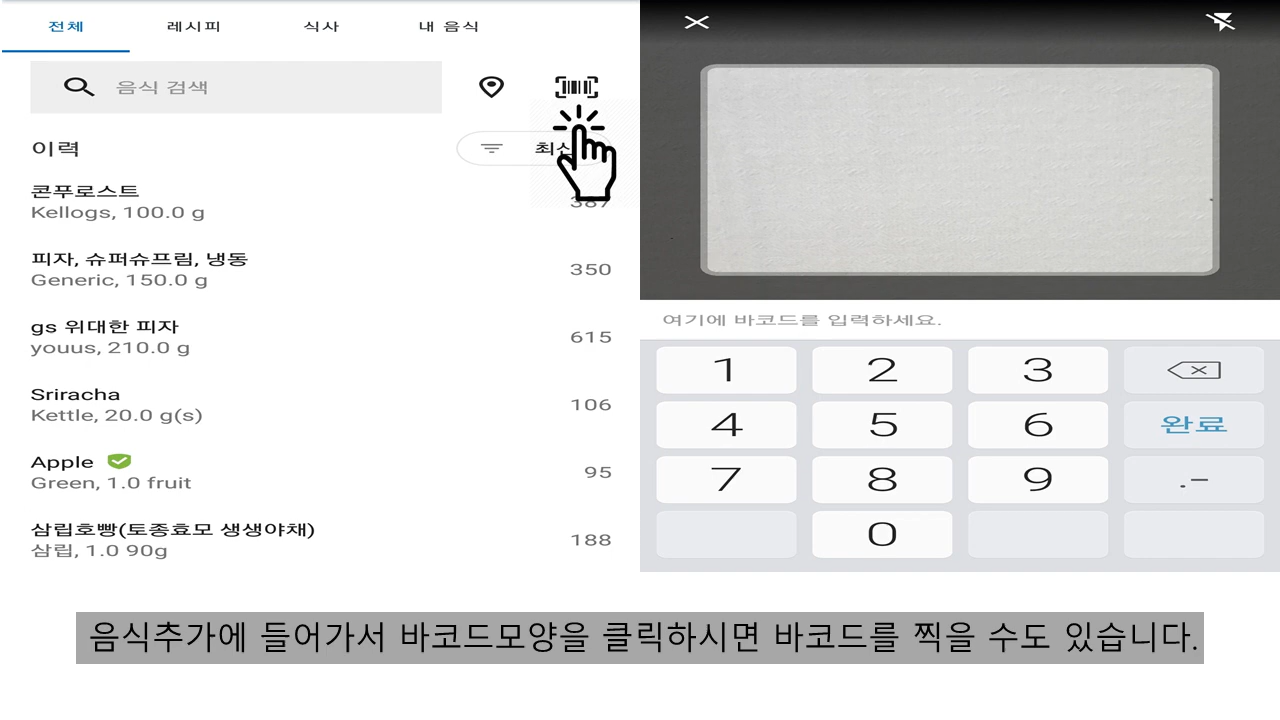 전체 레시피 식사 내 음식
음식 검색
이력
콘푸로스트
Kellogs, 100.0 g
387
피자, 슈퍼슈프림, 냉동
Generic, 150.0 g
350
gs 위대한 피자
youus, 210.0 g
615
Sriracha
Kettle, 20.0 g(s)
106
Apple
Green, 1.0 fruit
95
삼립호빵(토종효모 생생야채)
삼립, 1.0 90g
188
여기에 바코드를 입력하세요.
1 2 3
4 5 6 완료
7 8 9 .-
0
음식추가에 들어가서 바코드모양을 클릭하시면 바코드를 찍을 수도 있습니다.